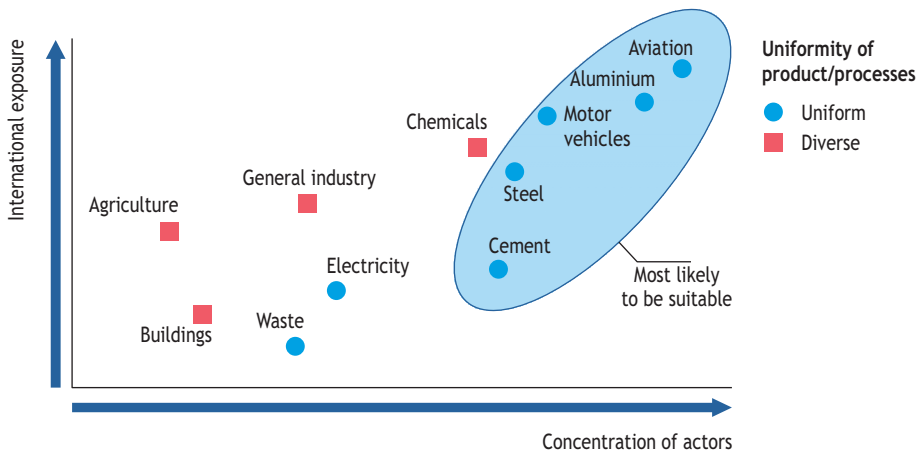 International exposure
Aviation
Aluminium
Motor
vehicles
Chemicals
Steel
General industry
Agriculture
Cement
Electricity
Most likely
to be suitable
Waste
Buildings
Concentration of actors
Uniformity of
product/processes
Uniform
Diverse